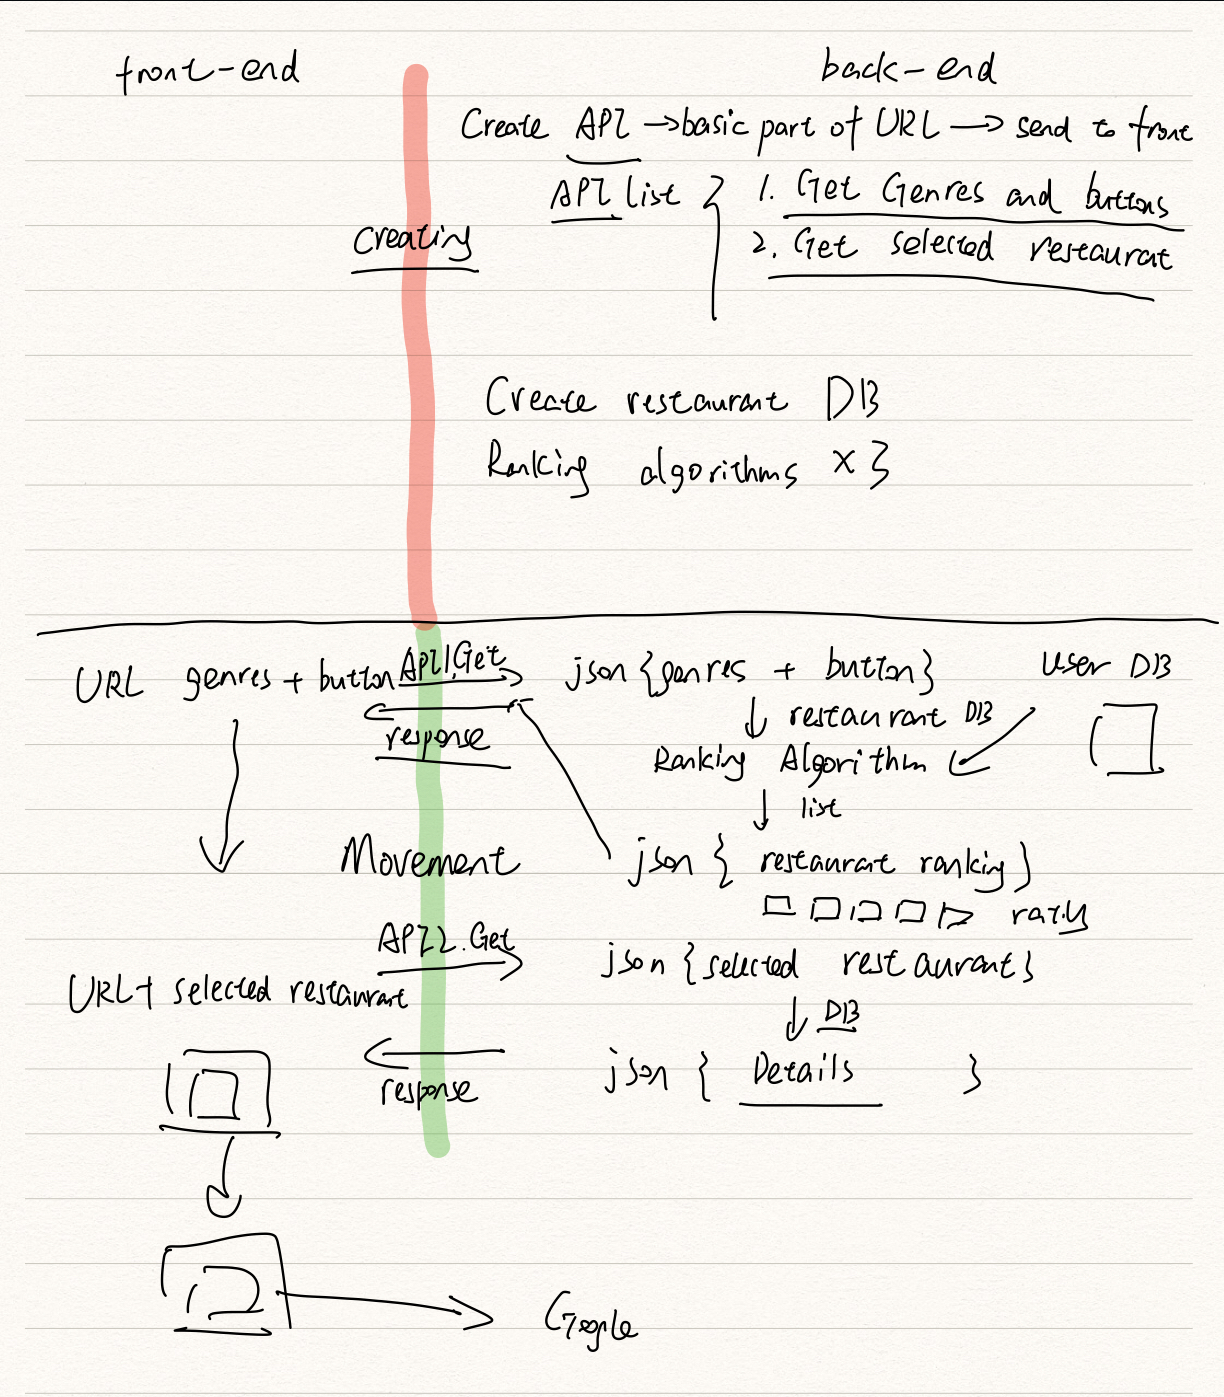 front-end
back-end
Create API → basic part of URL → send to front
API list { 1. Get Genres and buttons
2. Get selected restaurat
creating
Create restaurant DB
Ranking algorithms × 3
URL genres + button API1.Get → json {genres + button} User DB
← response
↓ restaurant DB
Ranking Algorithm
↓ list
Movement
json { restaurat ranking }
API2.Get
json {selected restaurant}
URL+ selected restaurant
↓ DB
← response
json { Details }
Google